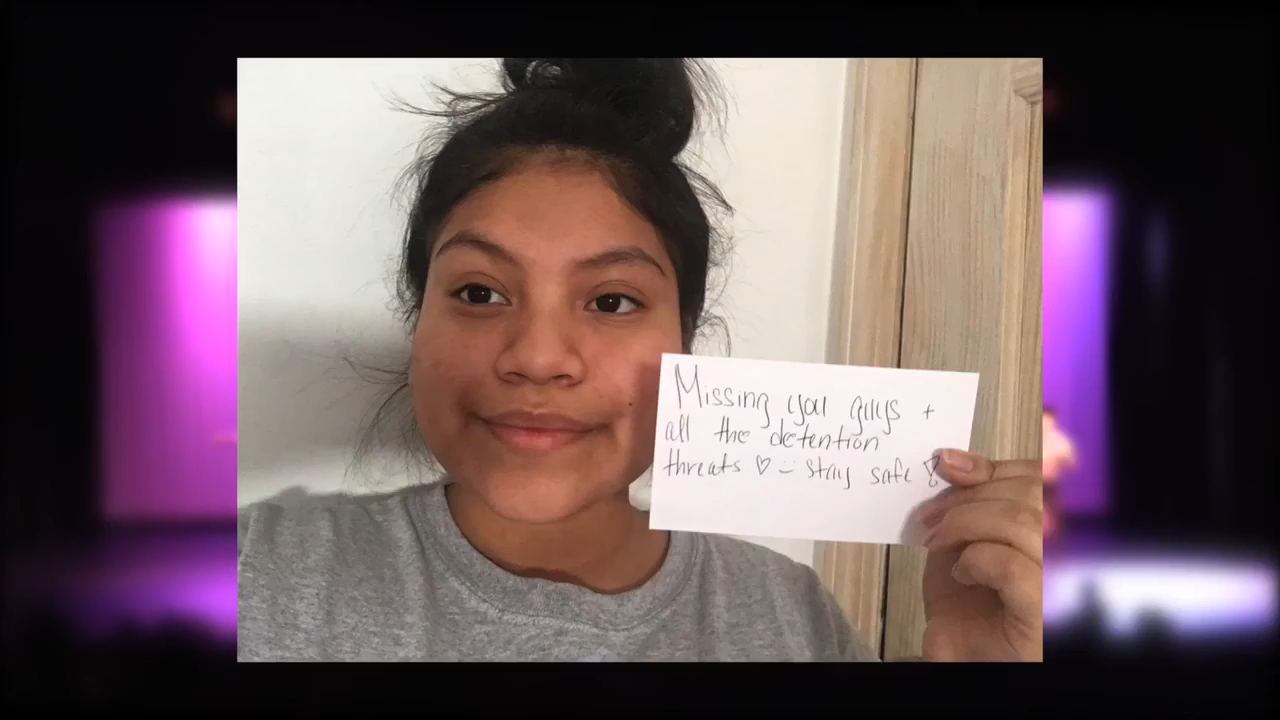 Missing you guys +
all the detention
threats ♡ :) stay safe !